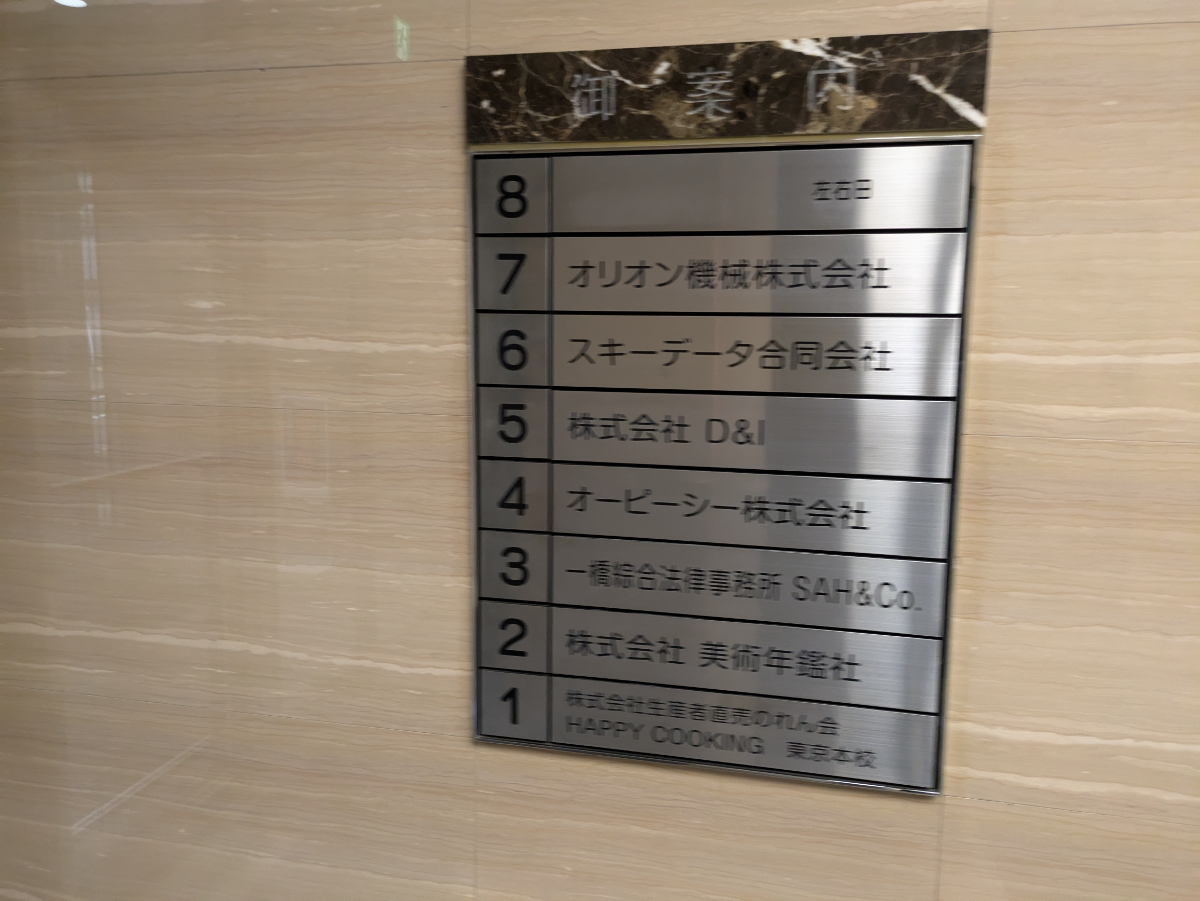 御案内
8 左右日
7 オリオン機械株式会社
6 スキーデータ合同会社
5 株式会社 D&I
4 オーピーシー株式会社
3 一橋綜合法律事務所 SAH&Co.
2 株式会社 美術年鑑社
1 株式会社生産者直売のれん会
HAPPY COOKING 東京本校